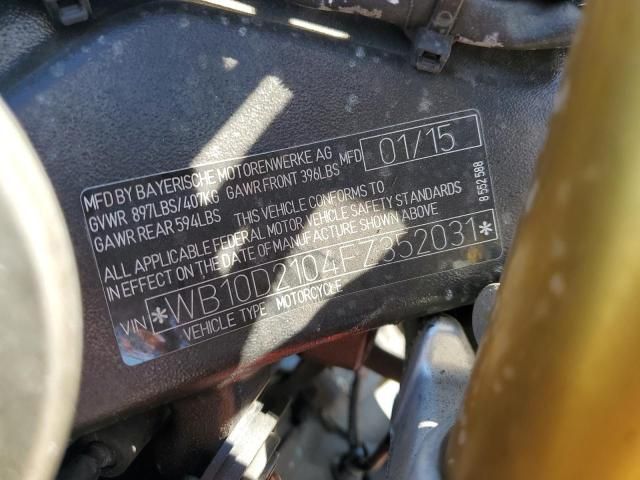 MFD BY BAYERISCHE MOTORENWERKE AG MFD 01/15
GVWR 897LBS/407KG GAWR FRONT 396LBS
GAWR REAR 594LBS THIS VEHICLE CONFORMS TO
ALL APPLICABLE FEDERAL MOTOR VEHICLE SAFETY STANDARDS
IN EFFECT ON THE DATE OF MANUFACTURE SHOWN ABOVE
VIN *WB10D2104FZ352031*
VEHICLE TYPE MOTORCYCLE
8 552 588